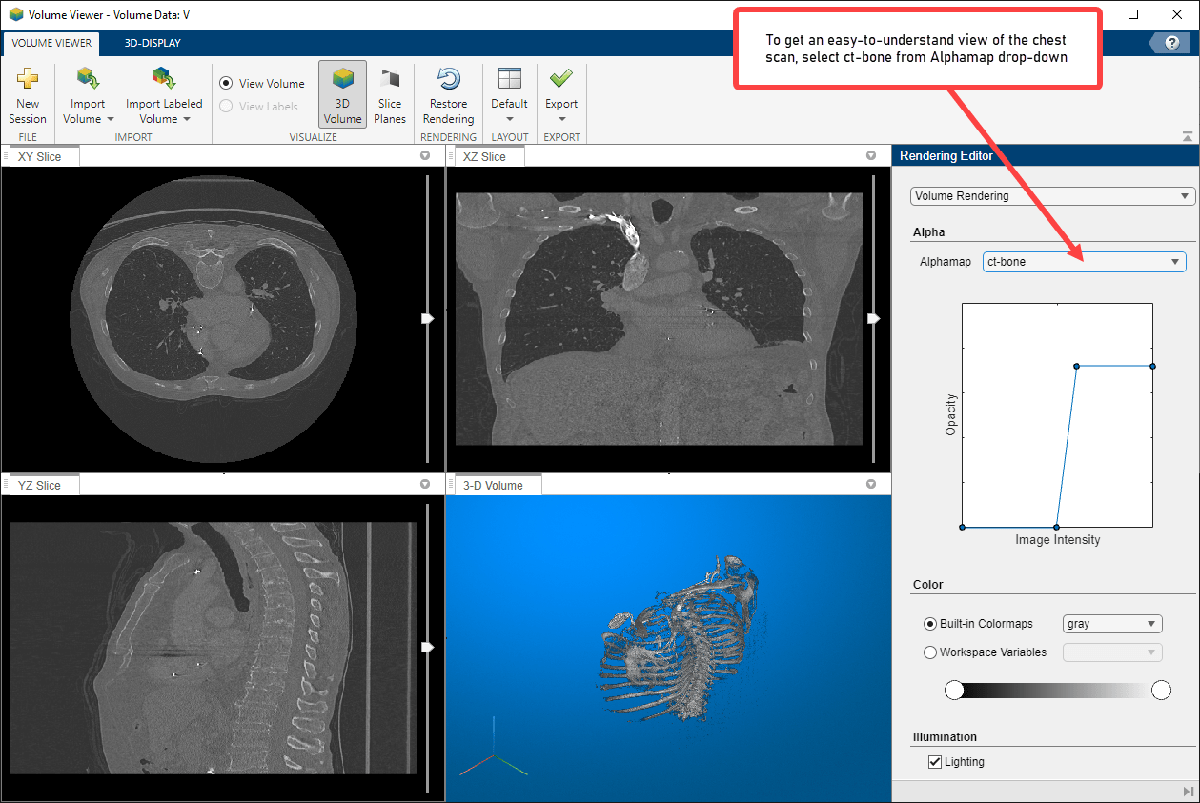 Volume Viewer - Volume Data: V
To get an easy-to-understand view of the chest
scan, select ct-bone from Alphamap drop-down
VOLUME VIEWER
3D-DISPLAY
?
New
Session
Import
Volume
Import Labeled
Volume
View Volume
View Labels
3D
Volume
Slice
Planes
Restore
Rendering
Default
Export
FILE
IMPORT
VISUALIZE
RENDERING
LAYOUT
EXPORT
XY Slice
XZ Slice
YZ Slice
3-D Volume
Rendering Editor
Volume Rendering
Alpha
Alphamap
ct-bone
Opacity
Image Intensity
Color
Built-in Colormaps
gray
Workspace Variables
Illumination
Lighting